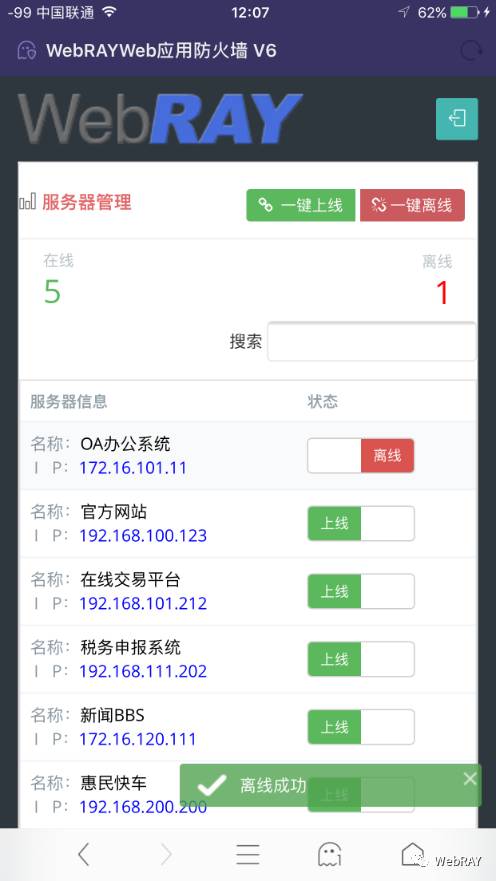 -99 中国联通 12:07 62%
WebRAYWeb应用防火墙 V6
WebRAY
服务器管理 一键上线 一键离线
在线 离线
5 1
搜索
服务器信息 状态
名称: OA办公系统
I P: 172.16.101.11 离线
名称: 官方网站
I P: 192.168.100.123 上线
名称: 在线交易平台
I P: 192.168.101.212 上线
名称: 税务申报系统
I P: 192.168.111.202 上线
名称: 新闻BBS
I P: 172.16.120.111 上线
名称: 惠民快车
离线成功
I P: 192.168.200.200 上线
WebRAY